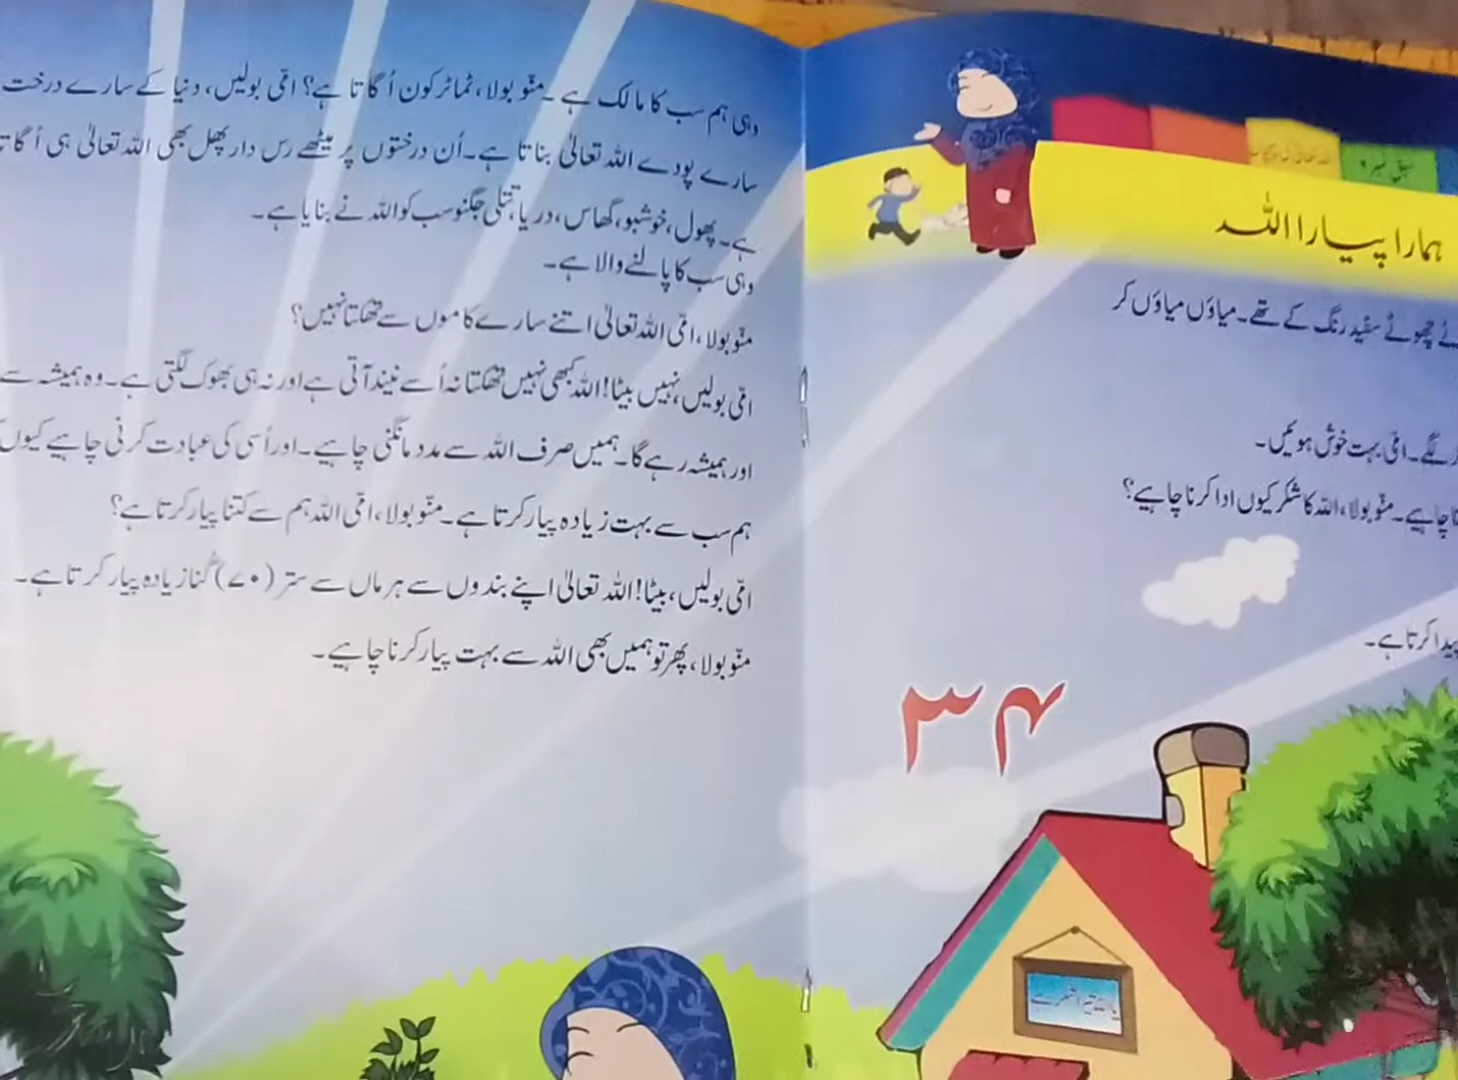 سبق نمبر ۲
ہمارا پیارا اللہ
چھوٹے سفید رنگ کے تھے۔ میاؤں میاؤں کر
لگے۔ امّی بہت خوش ہوئیں۔
چاہیے۔ منّو بولا، اللہ کا شکر کیوں ادا کرنا چاہیے؟
پیدا کرتا ہے۔
۳۴
وہی ہم سب کا مالک ہے۔ منّو بولا، ٹماٹر کون اُگاتا ہے؟ امّی بولیں، دنیا کے سارے درخت
سارے پودے اللہ تعالیٰ بناتا ہے۔ اُن درختوں پر میٹھے رس دار پھل بھی اللہ تعالیٰ ہی اُگاتا
ہے۔ پھول، خوشبو، گھاس، دریا، تتلی جگنو سب کو اللہ نے بنایا ہے۔
وہی سب کا پالنے والا ہے۔
منّو بولا، امّی اللہ تعالیٰ اتنے سارے کاموں سے تھکتا نہیں؟
امّی بولیں، نہیں بیٹا! اللہ کبھی نہیں تھکتا نہ اُسے نیند آتی ہے اور نہ ہی بھوک لگتی ہے۔ وہ ہمیشہ سے
اور ہمیشہ رہے گا۔ ہمیں صرف اللہ سے مدد مانگنی چاہیے۔ اور اُسی کی عبادت کرنی چاہیے کیوں
ہم سب سے بہت زیادہ پیار کرتا ہے۔ منّو بولا، امّی اللہ ہم سے کتنا پیار کرتا ہے؟
امّی بولیں، بیٹا! اللہ تعالیٰ اپنے بندوں سے ہر ماں سے ستر (۷۰) گنا زیادہ پیار کرتا ہے۔
منّو بولا، پھر تو ہمیں بھی اللہ سے بہت پیار کرنا چاہیے۔